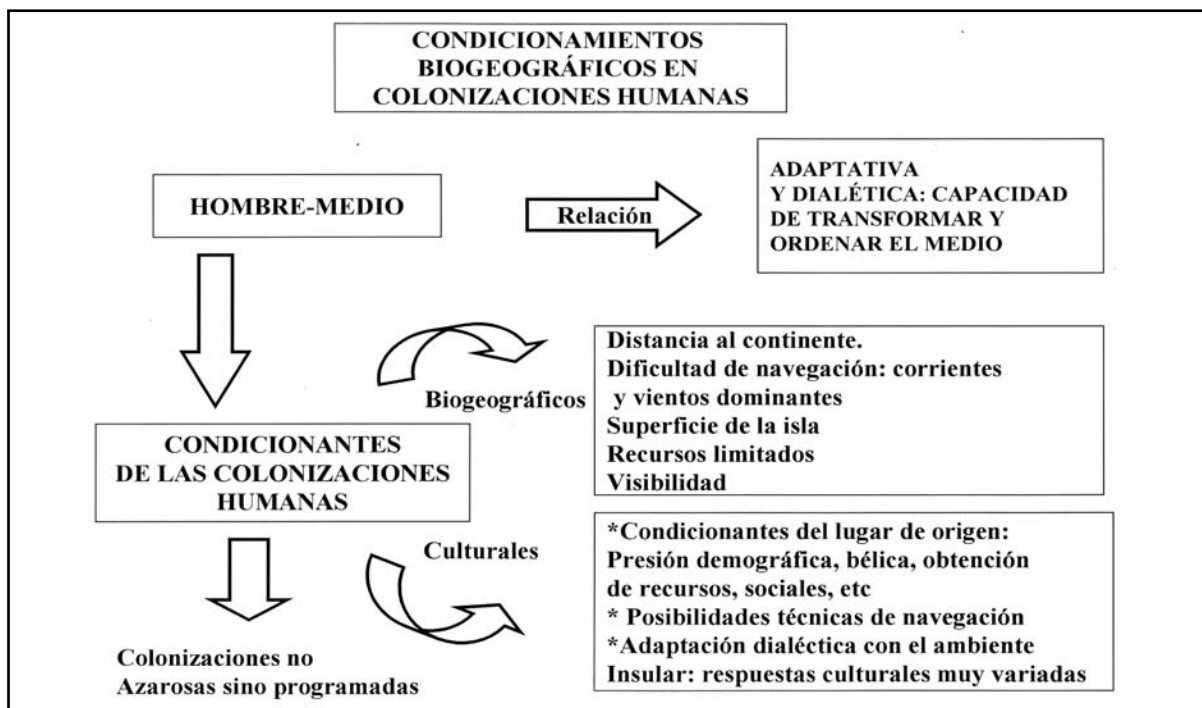 CONDICIONAMIENTOS
BIOGEOGRÁFICOS EN
COLONIZACIONES HUMANAS
HOMBRE-MEDIO
Relación
ADAPTATIVA
Y DIALÉTICA: CAPACIDAD
DE TRANSFORMAR Y
ORDENAR EL MEDIO
Biogeográficos
Distancia al continente.
Dificultad de navegación: corrientes
y vientos dominantes
Superficie de la isla
Recursos limitados
Visibilidad
CONDICIONANTES
DE LAS COLONIZACIONES
HUMANAS
Culturales
*Condicionantes del lugar de origen:
Presión demográfica, bélica, obtención
de recursos, sociales, etc
* Posibilidades técnicas de navegación
*Adaptación dialéctica con el ambiente
Insular: respuestas culturales muy variadas
Colonizaciones no
Azarosas sino programadas